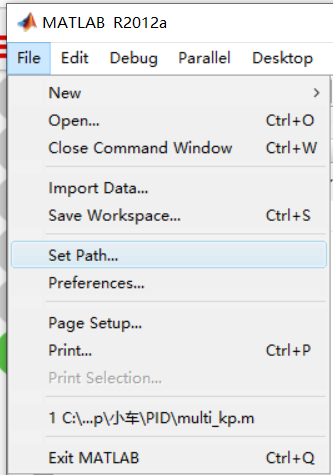 MATLAB R2012a
File Edit Debug Parallel Desktop
New
Open... Ctrl+O
Close Command Window Ctrl+W
Import Data...
Save Workspace... Ctrl+S
Set Path...
Preferences...
Page Setup...
Print... Ctrl+P
Print Selection...
1 C:\...p\小车\PID\multi_kp.m
Exit MATLAB Ctrl+Q